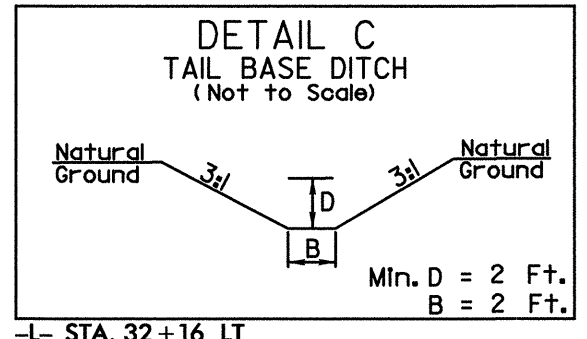 DETAIL C
TAIL BASE DITCH
(Not to Scale)
Natural
Ground
3:1
D
B
3:1
Natural
Ground
Min. D = 2 Ft.
B = 2 Ft.
-L- STA. 32+16 LT